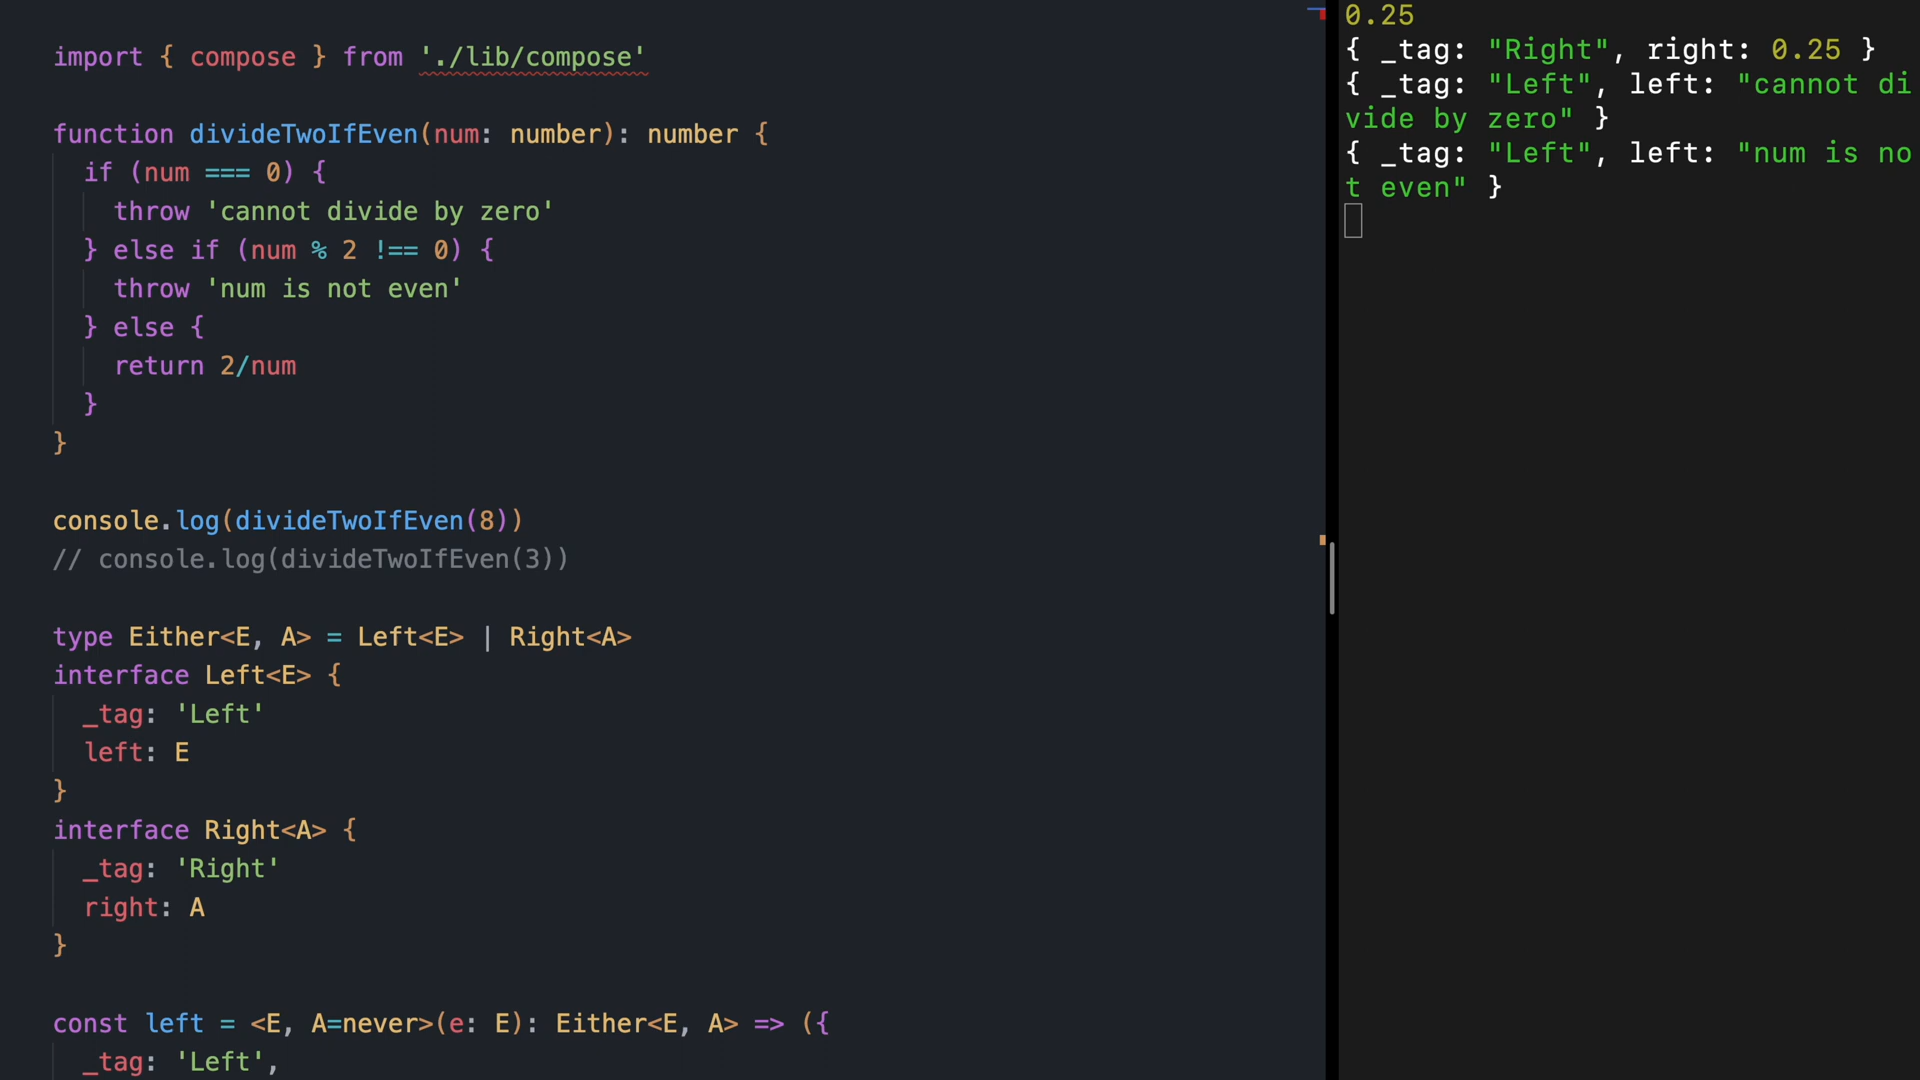 import { compose } from './lib/compose'
function divideTwoIfEven(num: number): number {
if (num === 0) {
throw 'cannot divide by zero'
} else if (num % 2 !== 0) {
throw 'num is not even'
} else {
return 2/num
}
}
console.log(divideTwoIfEven(8))
// console.log(divideTwoIfEven(3))
type Either<E, A> = Left<E> | Right<A>
interface Left<E> {
_tag: 'Left'
left: E
}
interface Right<A> {
_tag: 'Right'
right: A
}
const left = <E, A=never>(e: E): Either<E, A> => ({
_tag: 'Left',
0.25
{ _tag: "Right", right: 0.25 }
{ _tag: "Left", left: "cannot di
vide by zero" }
{ _tag: "Left", left: "num is no
t even" }